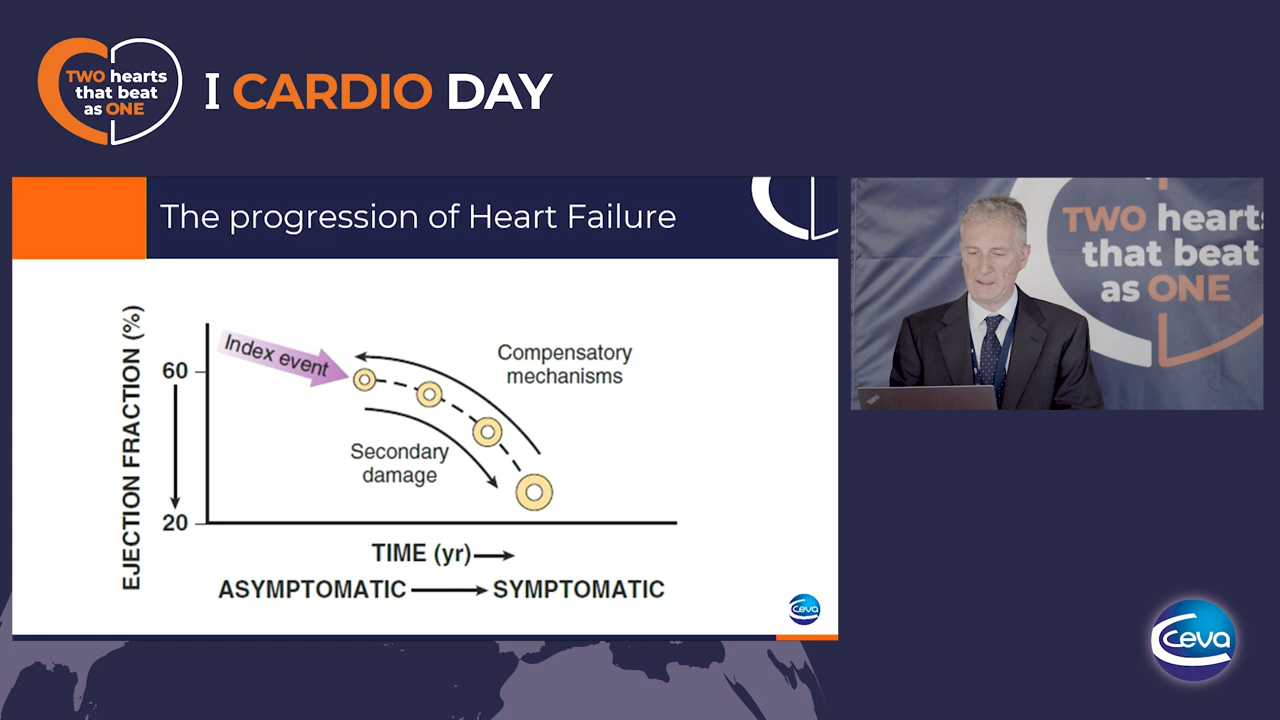 TWO hearts
that beat
as ONE
I CARDIO DAY
The progression of Heart Failure
EJECTION FRACTION (%)
60
20
Index event
Compensatory
mechanisms
Secondary
damage
TIME (yr)
ASYMPTOMATIC
SYMPTOMATIC
Ceva
TWO hearts
that beat
as ONE
Ceva